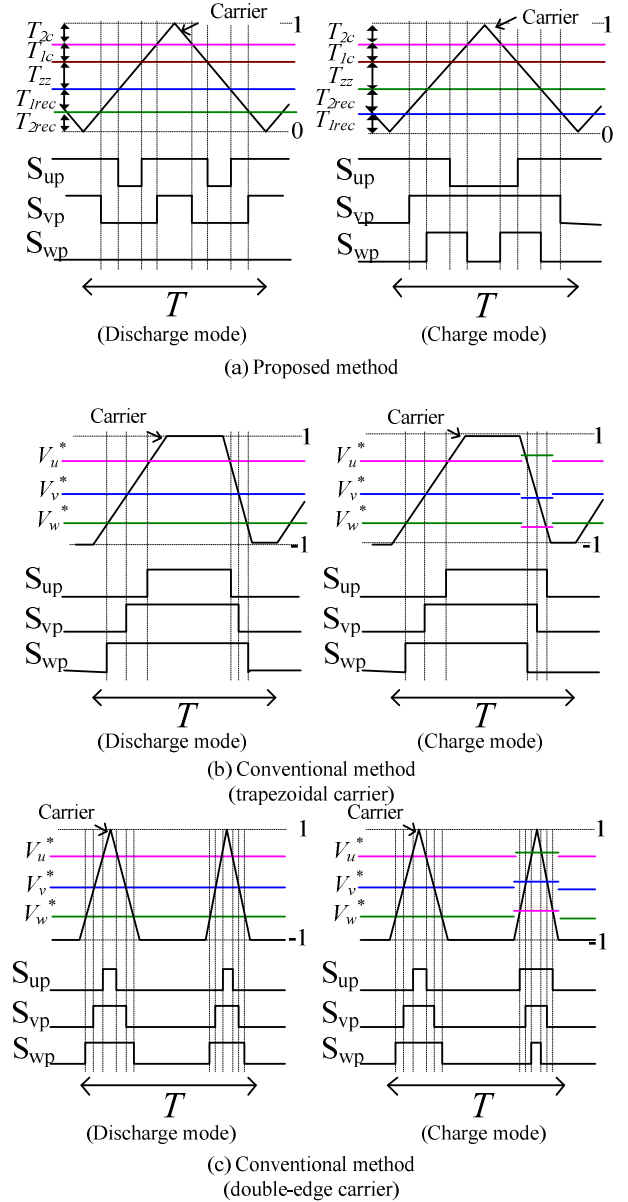 Carrier
Carrier
T2c
1
T1c
Tzz
T1rec
T2rec
0
T2c
1
T1c
Tzz
T2rec
T1rec
0
Sup
Svp
Swp
Sup
Svp
Swp
T
T
(Discharge mode)
(Charge mode)
(a) Proposed method
Carrier
Carrier
1
1
Vu*
Vv*
Vw*
-1
Vu*
Vv*
Vw*
-1
Sup
Svp
Swp
Sup
Svp
Swp
T
T
(Discharge mode)
(Charge mode)
(b) Conventional method
(trapezoidal carrier)
Carrier
Carrier
1
1
Vu*
Vv*
Vw*
-1
Vu*
Vv*
Vw*
-1
Sup
Svp
Swp
Sup
Svp
Swp
T
T
(Discharge mode)
(Charge mode)
(c) Conventional method
(double-edge carrier)